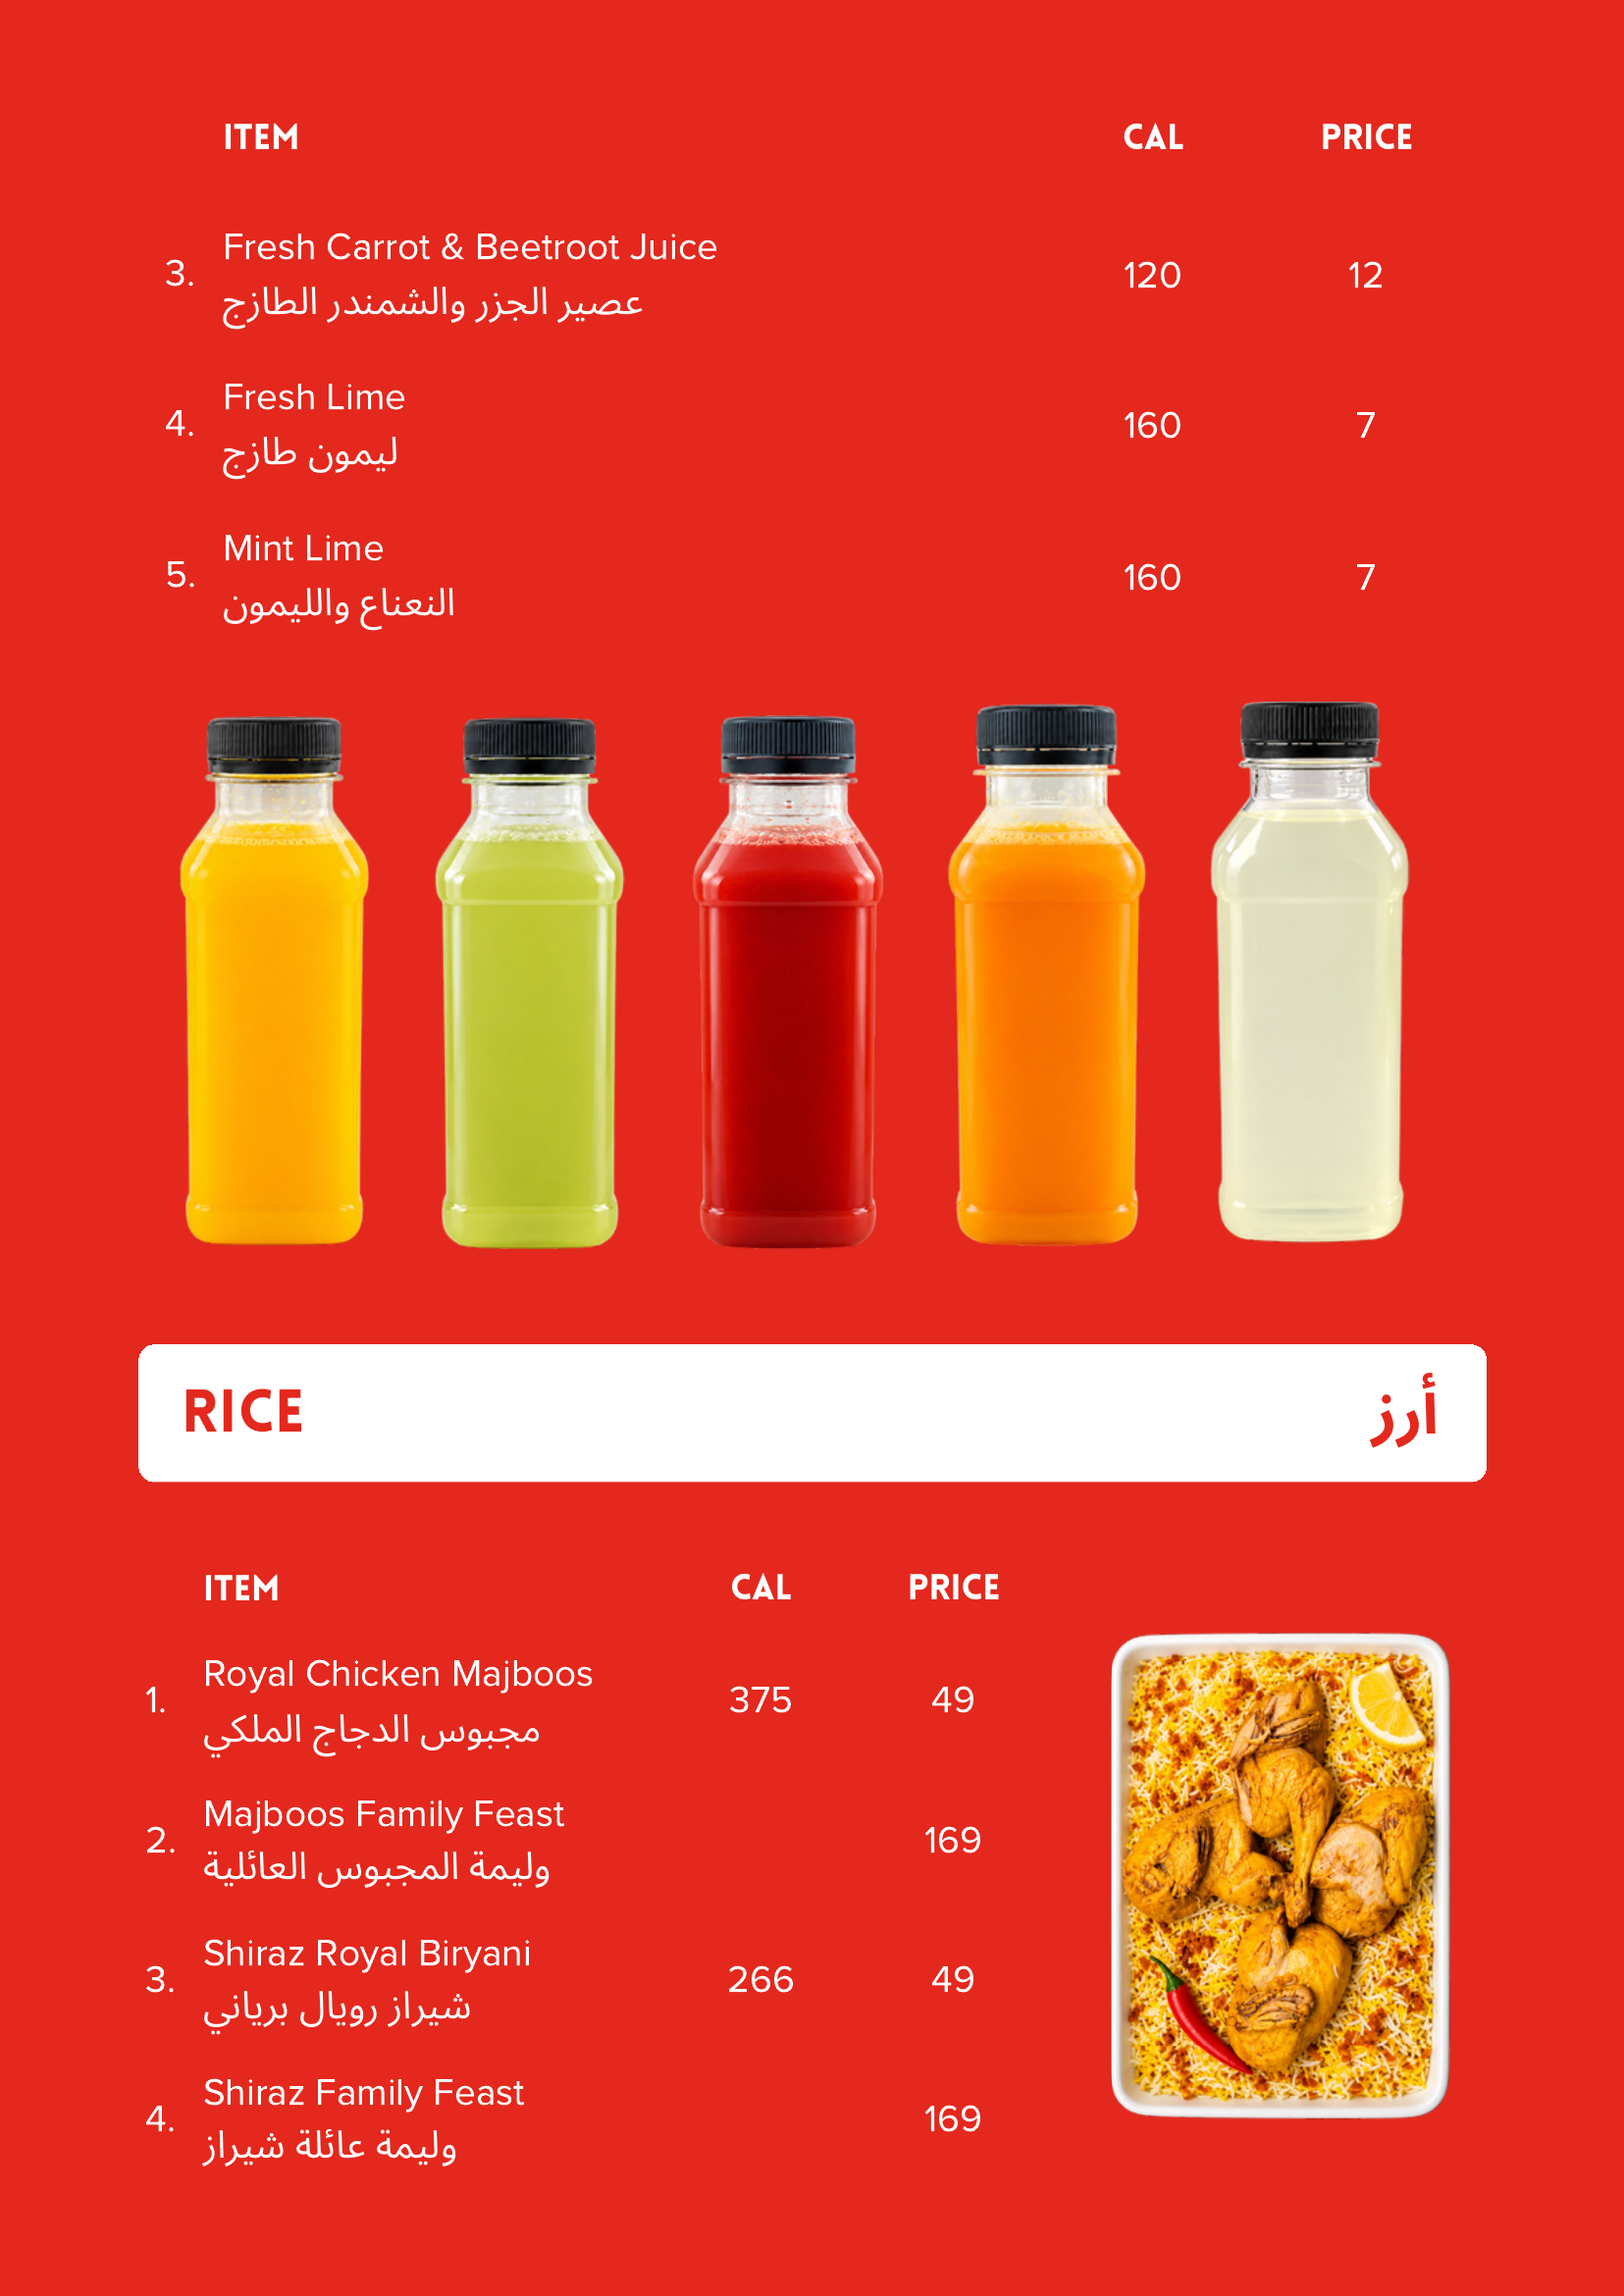 ITEM CAL PRICE
3. Fresh Carrot & Beetroot Juice 120 12
عصير الجزر والشمندر الطازج
4. Fresh Lime 160 7
ليمون طازج
5. Mint Lime 160 7
النعناع والليمون
RICE أرز
ITEM CAL PRICE
1. Royal Chicken Majboos 375 49
مجبوس الدجاج الملكي
2. Majboos Family Feast 169
وليمة المجبوس العائلية
3. Shiraz Royal Biryani 266 49
شيراز رويال برياني
4. Shiraz Family Feast 169
وليمة عائلة شيراز